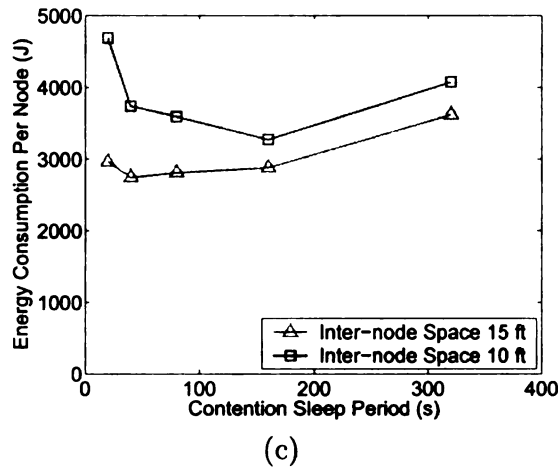 5000
4000
3000
2000
1000
0
Energy Consumption Per Node (J)
Inter-node Space 15 ft
Inter-node Space 10 ft
0 100 200 300 400
Contention Sleep Period (s)
(c)